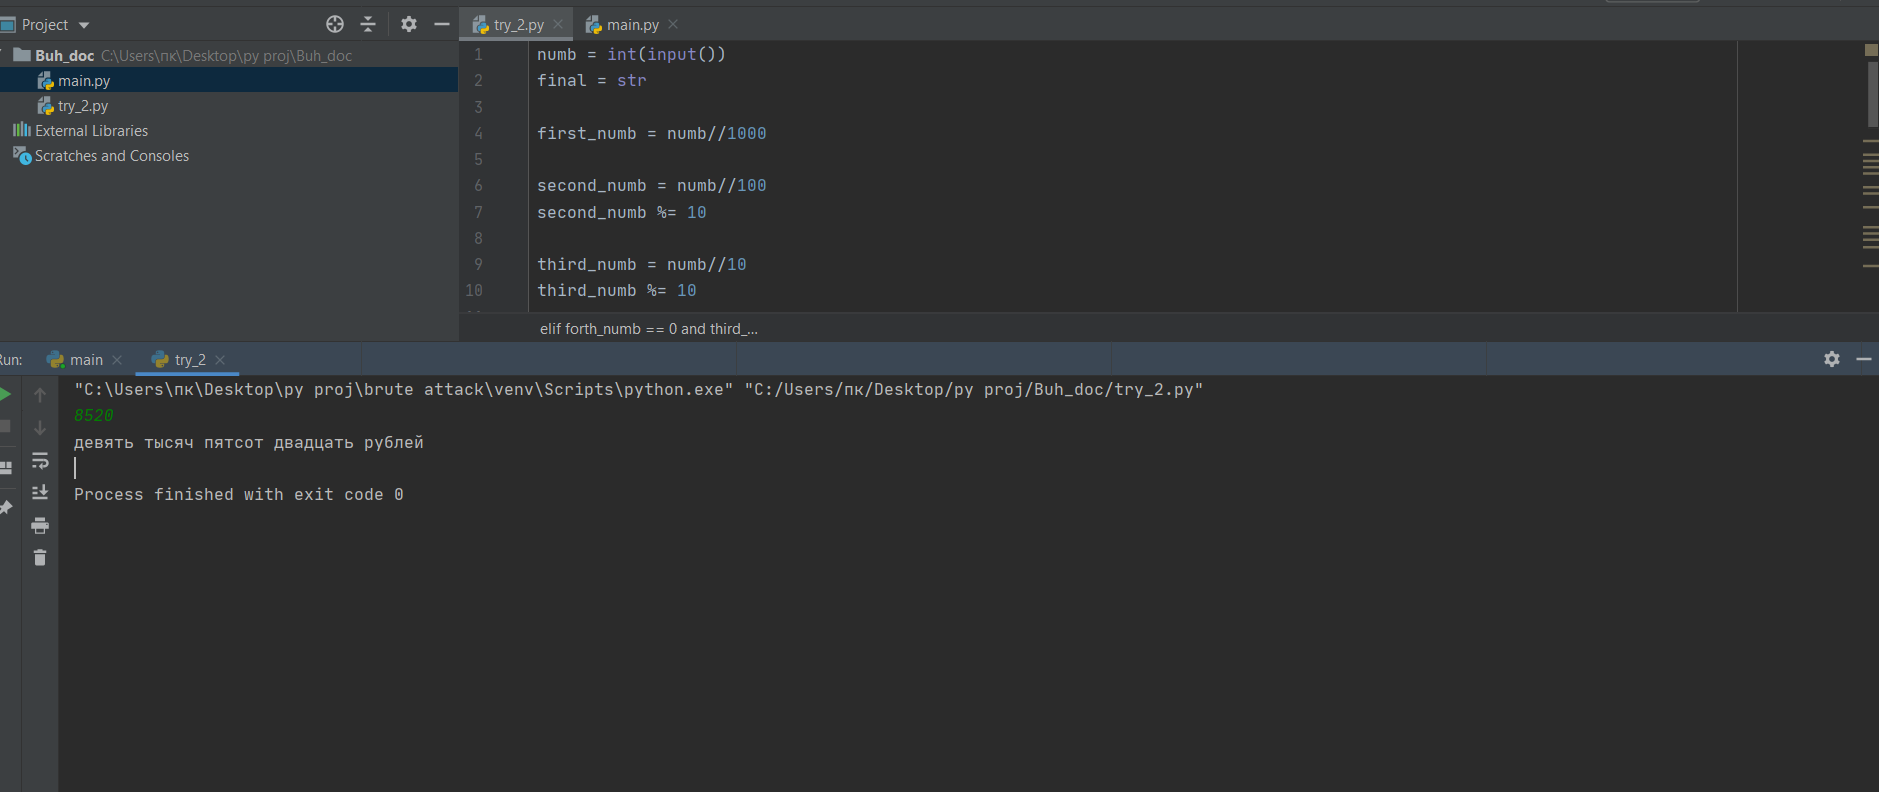 Project
Buh_doc C:\Users\пк\Desktop\py proj\Buh_doc
main.py
try_2.py
External Libraries
Scratches and Consoles
try_2.py
main.py
1 numb = int(input())
2 final = str
3
4 first_numb = numb//1000
5
6 second_numb = numb//100
7 second_numb %= 10
8
9 third_numb = numb//10
10 third_numb %= 10
elif forth_numb == 0 and third_...
Run: main try_2
"C:\Users\пк\Desktop\py proj\brute attack\venv\Scripts\python.exe" "C:/Users/пк/Desktop/py proj/Buh_doc/try_2.py"
8520
девять тысяч пятсот двадцать рублей
Process finished with exit code 0